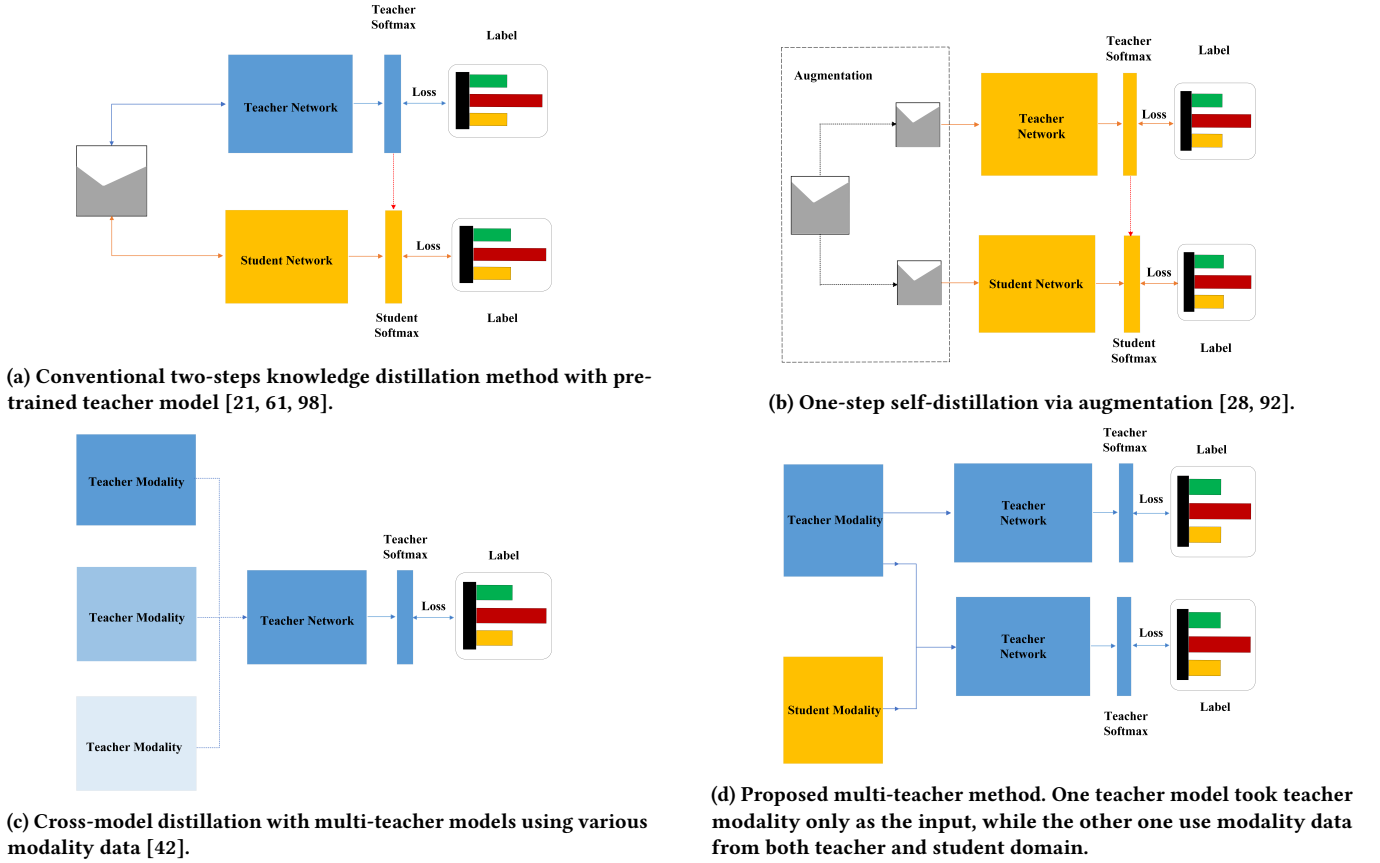 Teacher
Softmax
Label
Teacher Network
Loss
Student Network
Loss
Student
Softmax
Label
(a) Conventional two-steps knowledge distillation method with pre-
trained teacher model [21, 61, 98].
Augmentation
Teacher
Softmax
Label
Teacher
Network
Loss
Student Network
Loss
Student
Softmax
Label
(b) One-step self-distillation via augmentation [28, 92].
Teacher Modality
Teacher Modality
Teacher Modality
Teacher Network
Teacher
Softmax
Loss
Label
(c) Cross-model distillation with multi-teacher models using various
modality data [42].
Teacher
Softmax
Label
Teacher Modality
Teacher
Network
Loss
Student Modality
Teacher
Network
Loss
Teacher
Softmax
Label
(d) Proposed multi-teacher method. One teacher model took teacher
modality only as the input, while the other one use modality data
from both teacher and student domain.